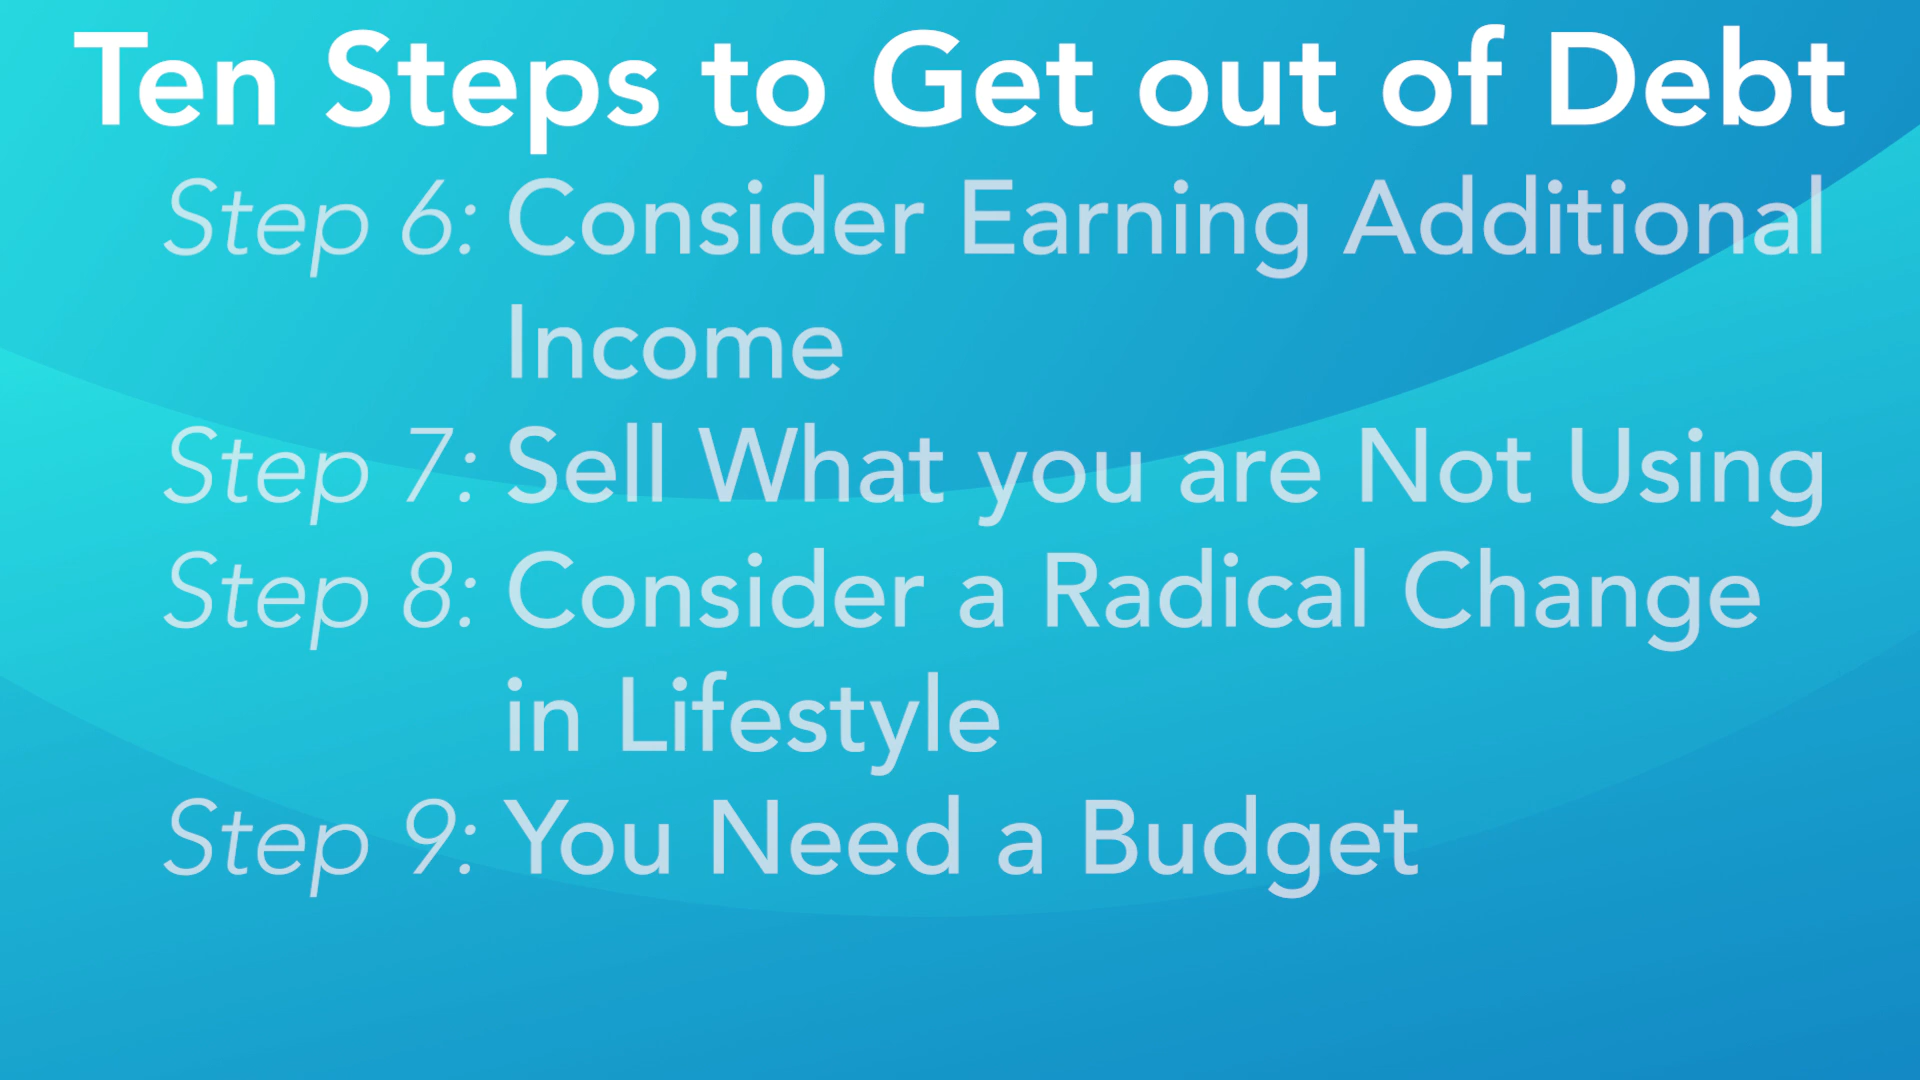 Ten Steps to Get out of Debt
Step 6: Consider Earning Additional
Income
Step 7: Sell What you are Not Using
Step 8: Consider a Radical Change
in Lifestyle
Step 9: You Need a Budget